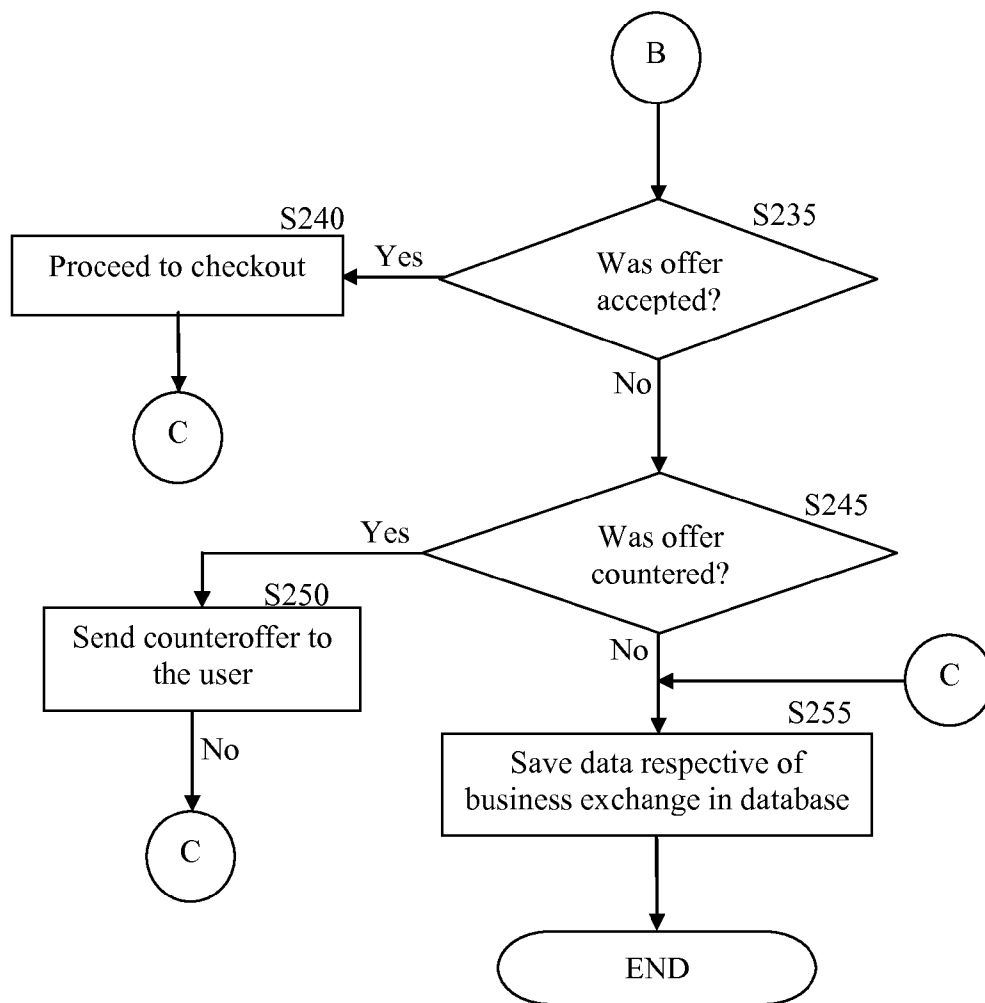 B
S235
Was offer
accepted?
Yes
S240
Proceed to checkout
C
No
S245
Was offer
countered?
Yes
S250
Send counteroffer to
the user
No
C
No
C
S255
Save data respective of
business exchange in database
END